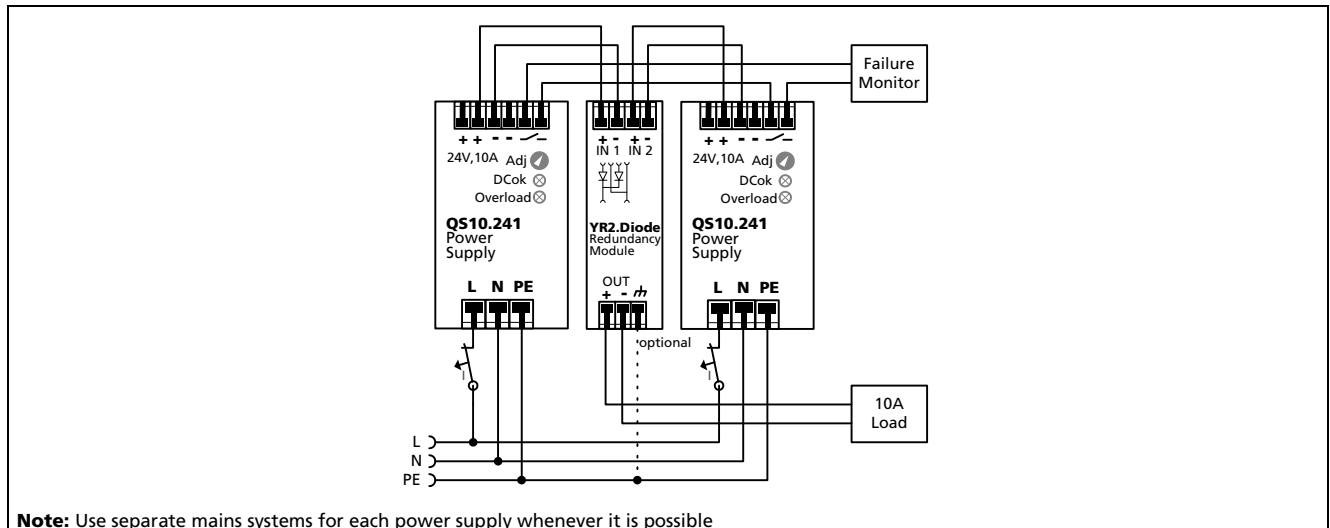 Failure
Monitor
+ + - -
24V,10A Adj
DCok
Overload
QS10.241
Power
Supply
L N PE
+ - + -
IN 1 IN 2
YR2.Diode
Redundancy
Module
OUT
+ -
optional
+ + - -
24V,10A Adj
DCok
Overload
QS10.241
Power
Supply
L N PE
I
I
10A
Load
L
N
PE
Note: Use separate mains systems for each power supply whenever it is possible